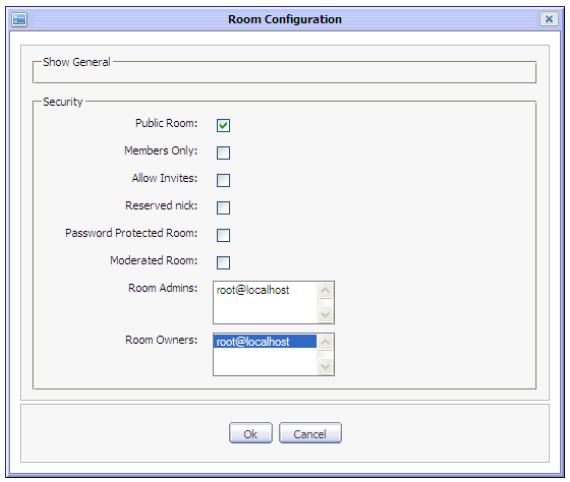 Room Configuration
Show General
Security
Public Room:
Members Only:
Allow Invites:
Reserved nick:
Password Protected Room:
Moderated Room:
Room Admins: root@localhost
Room Owners: root@localhost
Ok Cancel